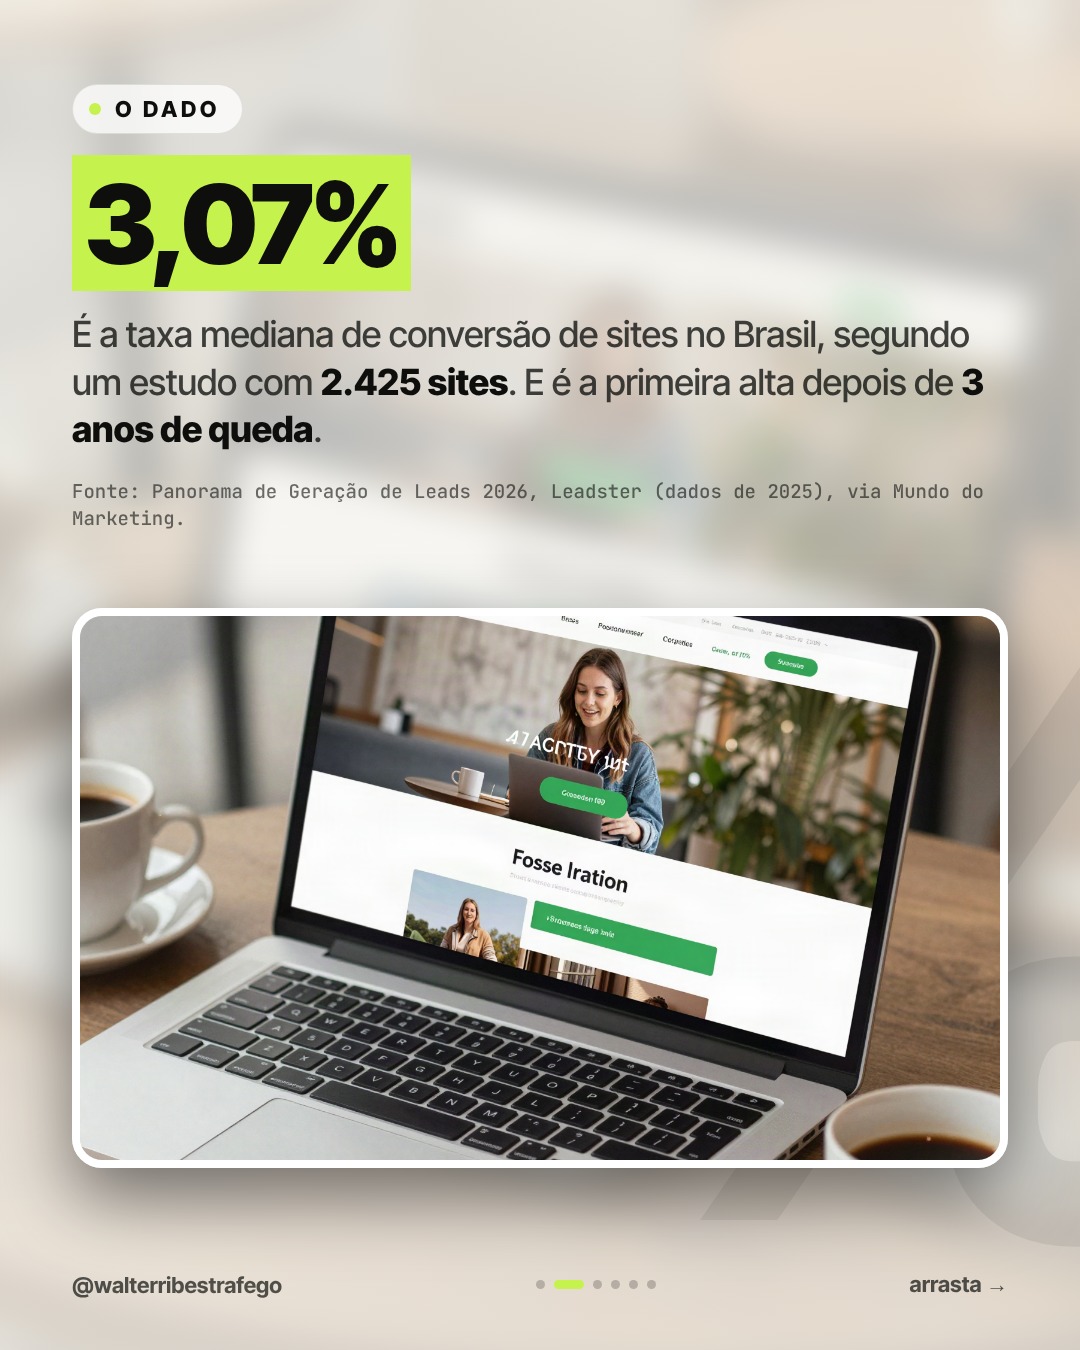 O DADO
3,07%
É a taxa mediana de conversão de sites no Brasil, segundo
um estudo com 2.425 sites. E é a primeira alta depois de 3
anos de queda.
Fonte: Panorama de Geração de Leads 2026, Leadster (dados de 2025), via Mundo do
Marketing.
Fosse Iration
@walterribestrafego
arrasta →